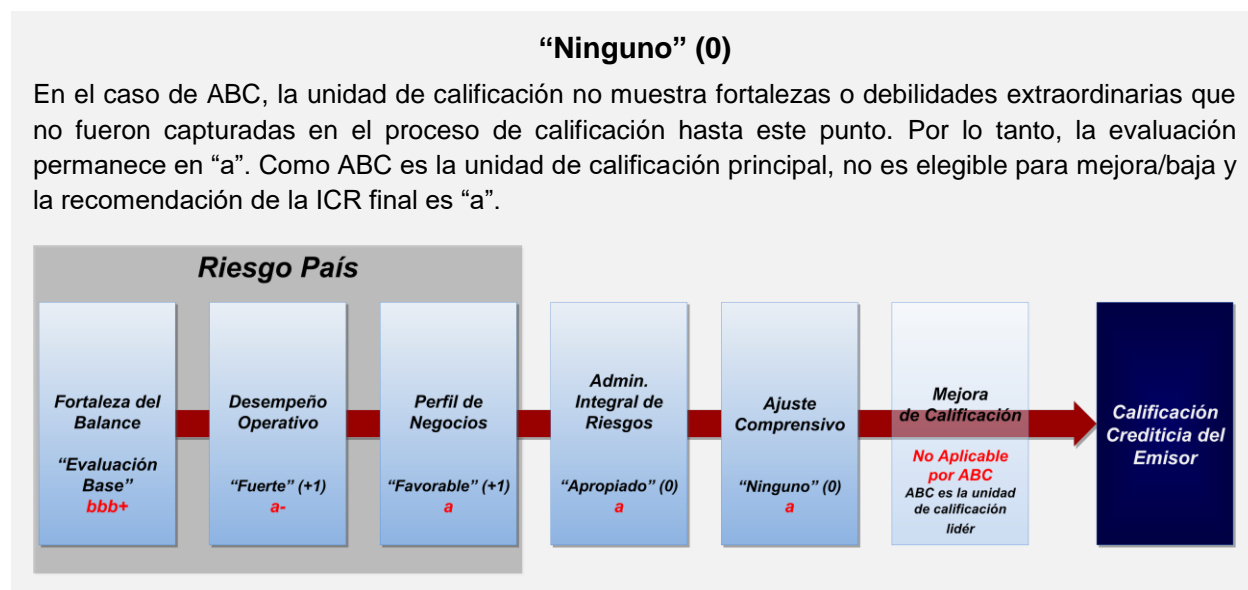 “Ninguno” (0)
En el caso de ABC, la unidad de calificación no muestra fortalezas o debilidades extraordinarias que
no fueron capturadas en el proceso de calificación hasta este punto. Por lo tanto, la evaluación
permanece en “a”. Como ABC es la unidad de calificación principal, no es elegible para mejora/baja y
la recomendación de la ICR final es “a”.
Riesgo País
Fortaleza del
Balance
“Evaluación
Base”
bbb+
Desempeño
Operativo
“Fuerte” (+1)
a-
Perfil de
Negocios
“Favorable” (+1)
a
Admin.
Integral de
Riesgos
“Apropiado” (0)
a
Ajuste
Comprensivo
“Ninguno” (0)
a
Mejora
de Calificación
No Aplicable
por ABC
ABC es la unidad
de calificación
lidér
Calificación
Crediticia del
Emisor